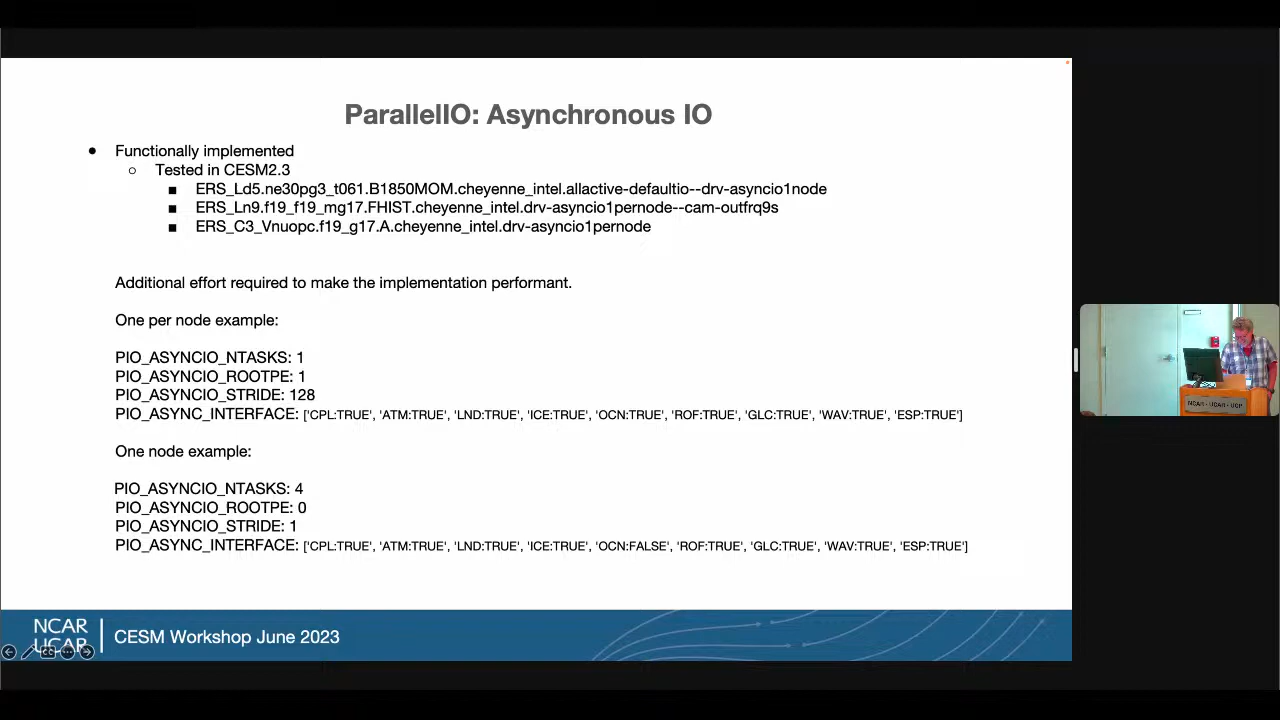 ParallelIO: Asynchronous IO
● Functionally implemented
○ Tested in CESM2.3
■ ERS_Ld5.ne30pg3_t061.B1850MOM.cheyenne_intel.allactive-defaultio--drv-asyncio1node
■ ERS_Ln9.f19_f19_mg17.FHIST.cheyenne_intel.drv-asyncio1pernode--cam-outfrq9s
■ ERS_C3_Vnuopc.f19_g17.A.cheyenne_intel.drv-asyncio1pernode
Additional effort required to make the implementation performant.
One per node example:
PIO_ASYNCIO_NTASKS: 1
PIO_ASYNCIO_ROOTPE: 1
PIO_ASYNCIO_STRIDE: 128
PIO_ASYNC_INTERFACE: ['CPL:TRUE', 'ATM:TRUE', 'LND:TRUE', 'ICE:TRUE', 'OCN:TRUE', 'ROF:TRUE', 'GLC:TRUE', 'WAV:TRUE', 'ESP:TRUE']
One node example:
PIO_ASYNCIO_NTASKS: 4
PIO_ASYNCIO_ROOTPE: 0
PIO_ASYNCIO_STRIDE: 1
PIO_ASYNC_INTERFACE: ['CPL:TRUE', 'ATM:TRUE', 'LND:TRUE', 'ICE:TRUE', 'OCN:FALSE', 'ROF:TRUE', 'GLC:TRUE', 'WAV:TRUE', 'ESP:TRUE']
NCAR
UCAR
CESM Workshop June 2023
NCAR - UCAR - UCP